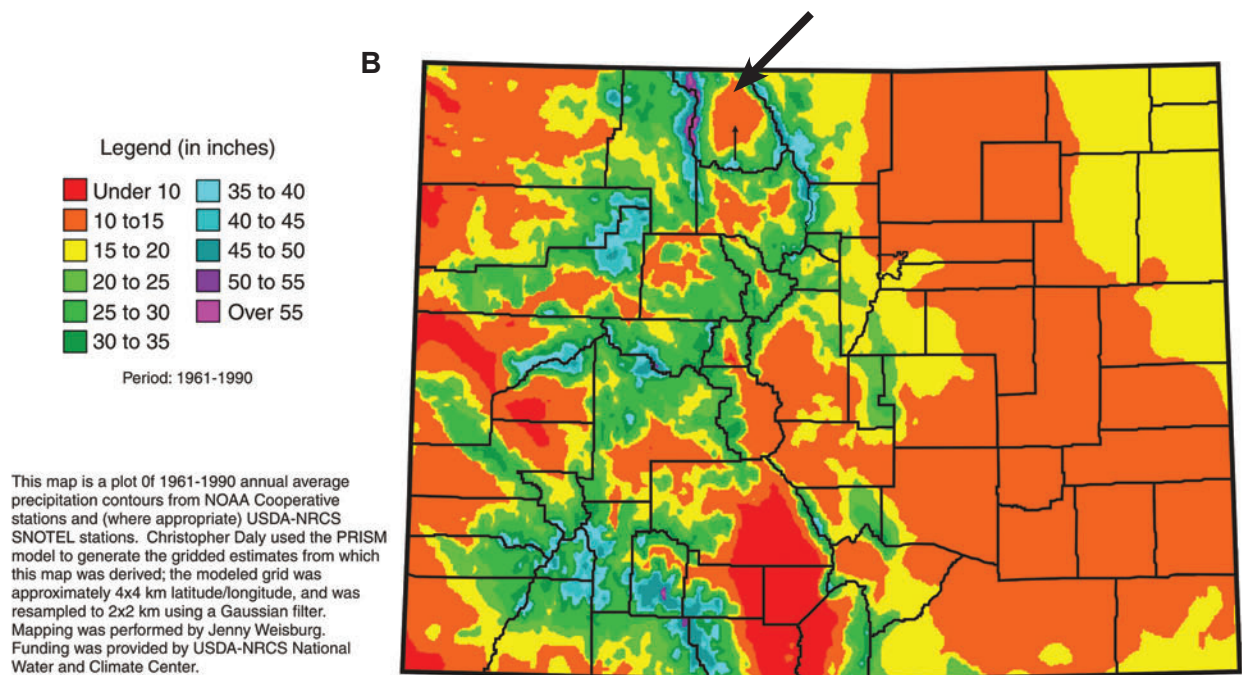 B
Legend (in inches)
Under 10
10 to15
15 to 20
20 to 25
25 to 30
30 to 35
35 to 40
40 to 45
45 to 50
50 to 55
Over 55
Period: 1961-1990
This map is a plot 0f 1961-1990 annual average
precipitation contours from NOAA Cooperative
stations and (where appropriate) USDA-NRCS
SNOTEL stations. Christopher Daly used the PRISM
model to generate the gridded estimates from which
this map was derived; the modeled grid was
approximately 4x4 km latitude/longitude, and was
resampled to 2x2 km using a Gaussian filter.
Mapping was performed by Jenny Weisburg.
Funding was provided by USDA-NRCS National
Water and Climate Center.